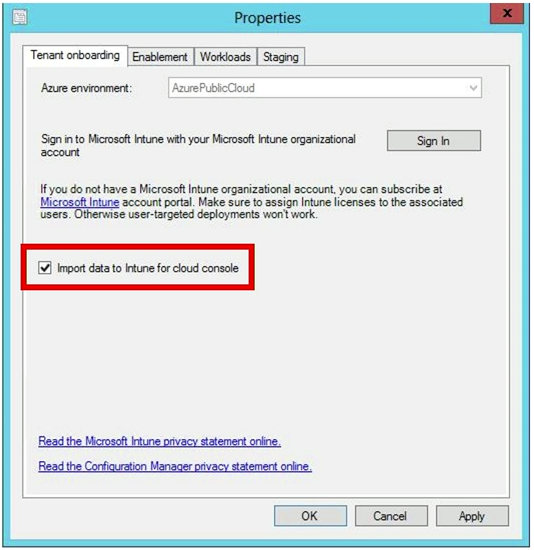 Properties
x
Tenant onboarding Enablement Workloads Staging
Azure environment: AzurePublicCloud
Sign in to Microsoft Intune with your Microsoft Intune organizational
account
Sign In
If you do not have a Microsoft Intune organizational account, you can subscribe at
Microsoft Intune account portal. Make sure to assign Intune licenses to the associated
users. Otherwise user-targeted deployments won't work.
Import data to Intune for cloud console
Read the Microsoft Intune privacy statement online.
Read the Configuration Manager privacy statement online.
OK Cancel Apply